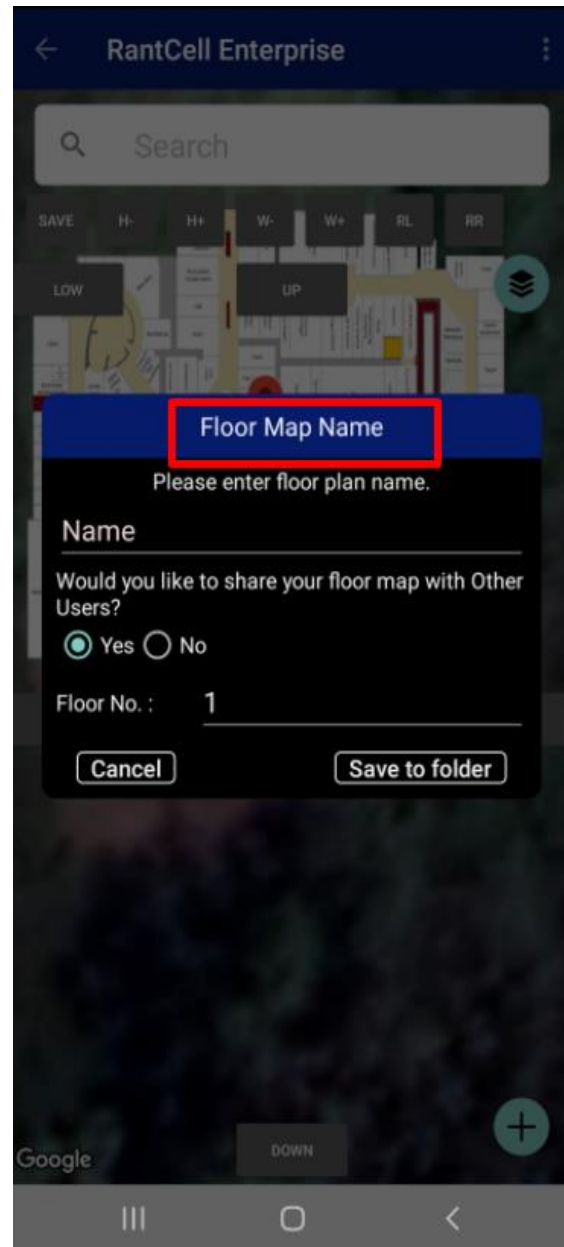 RantCell Enterprise
Search
SAVE H- H+ W- W+ RL RR
LOW UP
Floor Map Name
Please enter floor plan name.
Name
Would you like to share your floor map with Other
Users?
Yes No
Floor No. : 1
Cancel Save to folder
DOWN
Google